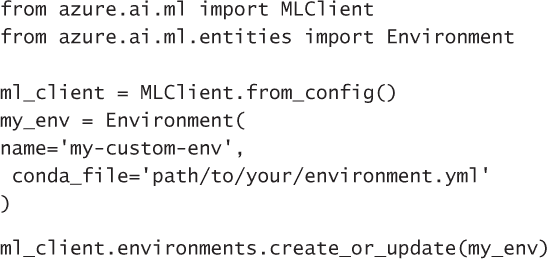 from azure.ai.ml import MLClient
from azure.ai.ml.entities import Environment
ml_client = MLClient.from_config()
my_env = Environment(
name='my-custom-env',
 conda_file='path/to/your/environment.yml'
)
ml_client.environments.create_or_update(my_env)